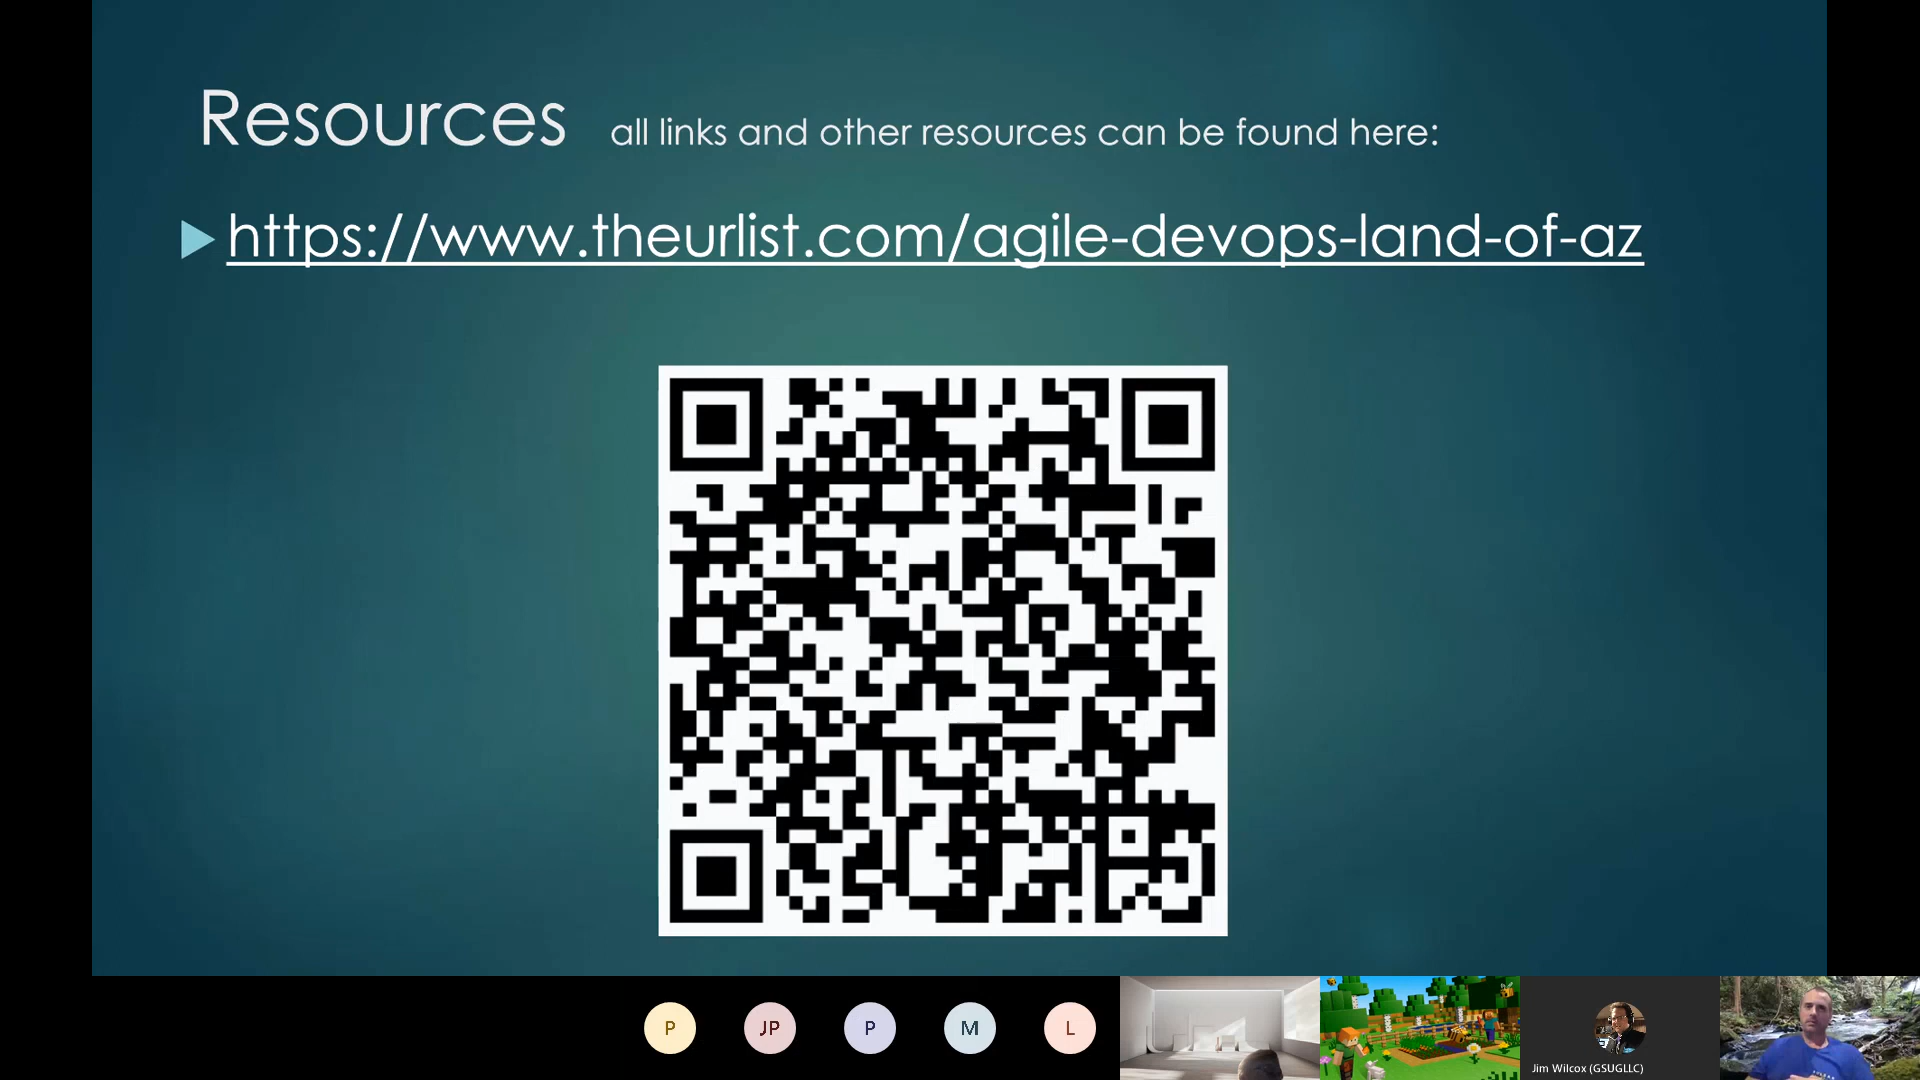 Resources all links and other resources can be found here:
https://www.theurlist.com/agile-devops-land-of-az
P
JP
P
M
L
Jim Wilcox (GSUGLLC)